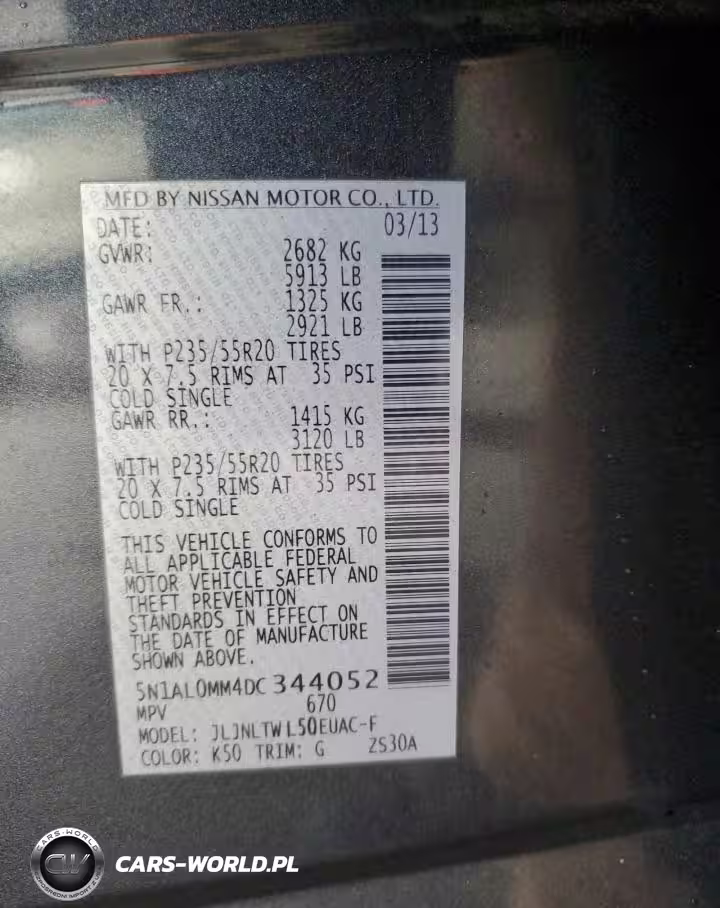 MFD BY NISSAN MOTOR CO., LTD.
DATE: 03/13
GVWR: 2682 KG
5913 LB
GAWR FR.: 1325 KG
2921 LB
WITH P235/55R20 TIRES
20 X 7.5 RIMS AT 35 PSI
COLD SINGLE
GAWR RR.: 1415 KG
3120 LB
WITH P235/55R20 TIRES
20 X 7.5 RIMS AT 35 PSI
COLD SINGLE
THIS VEHICLE CONFORMS TO
ALL APPLICABLE FEDERAL
MOTOR VEHICLE SAFETY AND
THEFT PREVENTION
STANDARDS IN EFFECT ON
THE DATE OF MANUFACTURE
SHOWN ABOVE.
5N1AL0MM4DC344052
MPV 670
MODEL: JLJNLTWL50EUAC-F
COLOR: K50 TRIM: G ZS30A
CARS-WORLD
CW
CARS-WORLD.PL